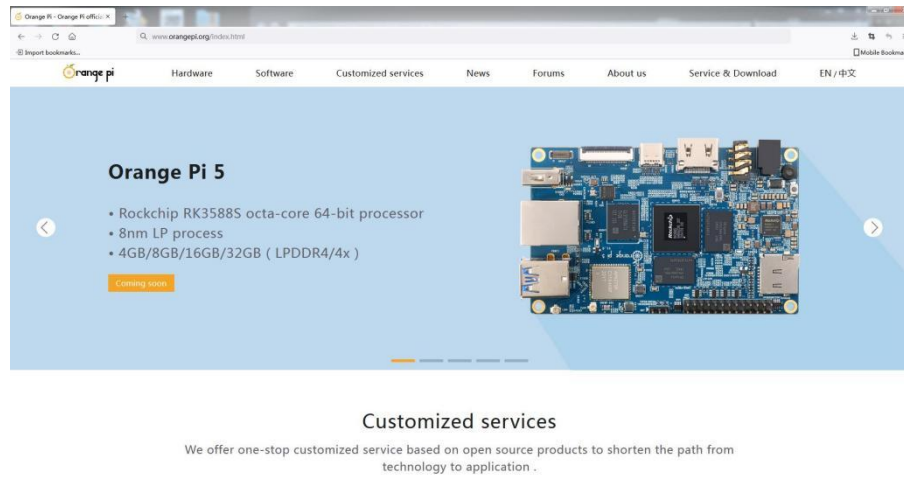 Orange Pi - Orange Pi offici
www.orangepi.org/index.html
Import bookmarks...
Mobile Bookma
Orange pi
Hardware
Software
Customized services
News
Forums
About us
Service & Download
EN / 中文
Orange Pi 5
• Rockchip RK3588S octa-core 64-bit processor
• 8nm LP process
• 4GB/8GB/16GB/32GB ( LPDDR4/4x )
Coming soon
Customized services
We offer one-stop customized service based on open source products to shorten the path from
technology to application .